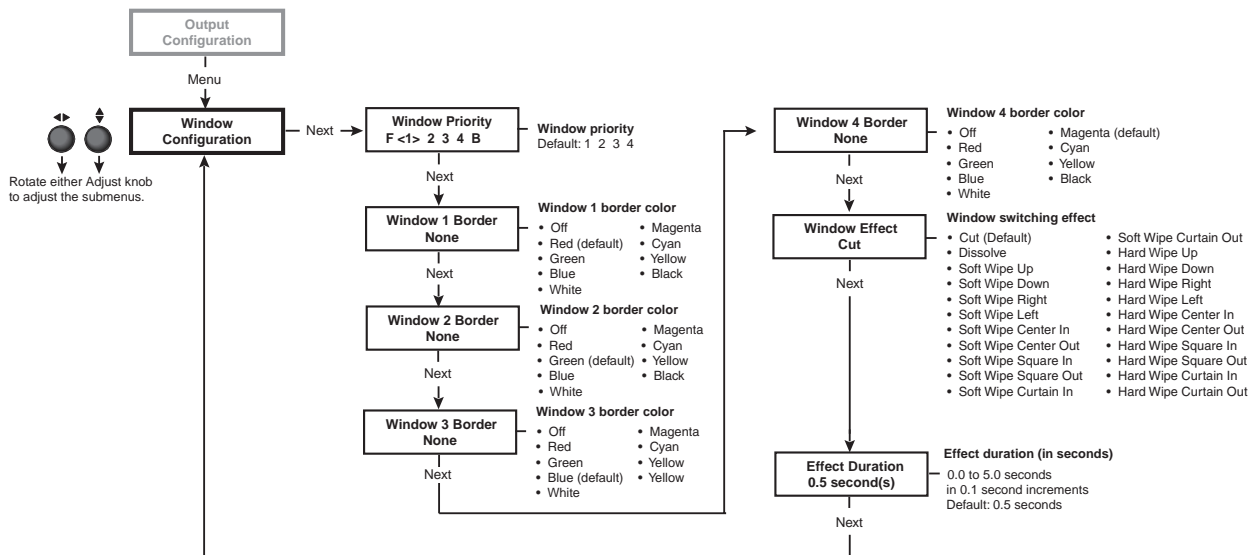 Output
Configuration
Menu
Window
Configuration
Next
Rotate either Adjust knob
to adjust the submenus.
Window Priority
F <1> 2 3 4 B
Window priority
Default: 1 2 3 4
Next
Window 1 Border
None
Window 1 border color
• Off
• Red (default)
• Green
• Blue
• White
• Magenta
• Cyan
• Yellow
• Black
Next
Window 2 Border
None
Window 2 border color
• Off
• Red
• Green (default)
• Blue
• White
• Magenta
• Cyan
• Yellow
• Black
Next
Window 3 Border
None
Window 3 border color
• Off
• Red
• Green
• Blue (default)
• White
• Magenta
• Cyan
• Yellow
• Yellow
Next
Window 4 Border
None
Window 4 border color
• Off
• Red
• Green
• Blue
• White
• Magenta (default)
• Cyan
• Yellow
• Black
Next
Window Effect
Cut
Window switching effect
• Cut (Default)
• Dissolve
• Soft Wipe Up
• Soft Wipe Down
• Soft Wipe Right
• Soft Wipe Left
• Soft Wipe Center In
• Soft Wipe Center Out
• Soft Wipe Square In
• Soft Wipe Square Out
• Soft Wipe Curtain In
• Soft Wipe Curtain Out
• Hard Wipe Up
• Hard Wipe Down
• Hard Wipe Right
• Hard Wipe Left
• Hard Wipe Center In
• Hard Wipe Center Out
• Hard Wipe Square In
• Hard Wipe Square Out
• Hard Wipe Curtain In
• Hard Wipe Curtain Out
Next
Effect Duration
0.5 second(s)
Effect duration (in seconds)
0.0 to 5.0 seconds
in 0.1 second increments
Default: 0.5 seconds
Next